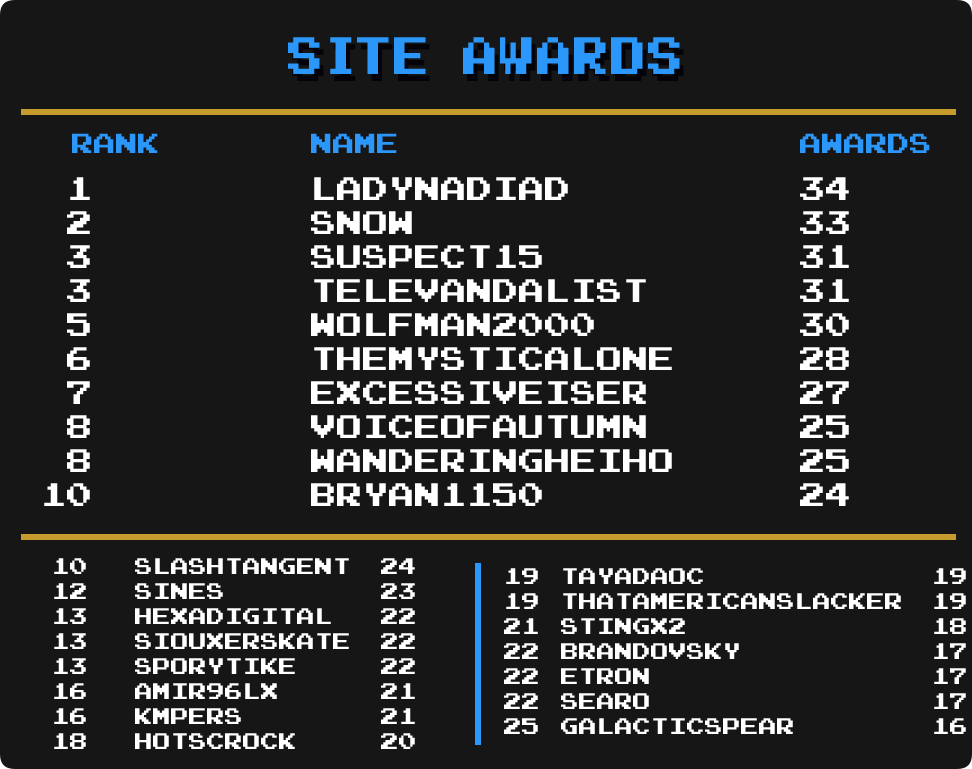 SITE AWARDS
RANK NAME AWARDS
1 LADYNADIAD 34
2 SNOW 33
3 SUSPECT15 31
3 TELEVANDALIST 31
5 WOLFMAN2000 30
6 THEMYSTICALONE 28
7 EXCESSIVEISER 27
8 VOICEOFAUTUMN 25
8 WANDERINGHEIHO 25
10 BRYAN1150 24
10 SLASHTANGENT 24
12 SINES 23
13 HEXADIGITAL 22
13 SIOUXERSKATE 22
13 SPORYTIKE 22
16 AMIR96LX 21
16 KMPERS 21
18 HOTSCROCK 20
19 TAYADAOC 19
19 THATAMERICANSLACKER 19
21 STINGX2 18
22 BRANDOVSKY 17
22 ETRON 17
22 SEARO 17
25 GALACTICSPEAR 16